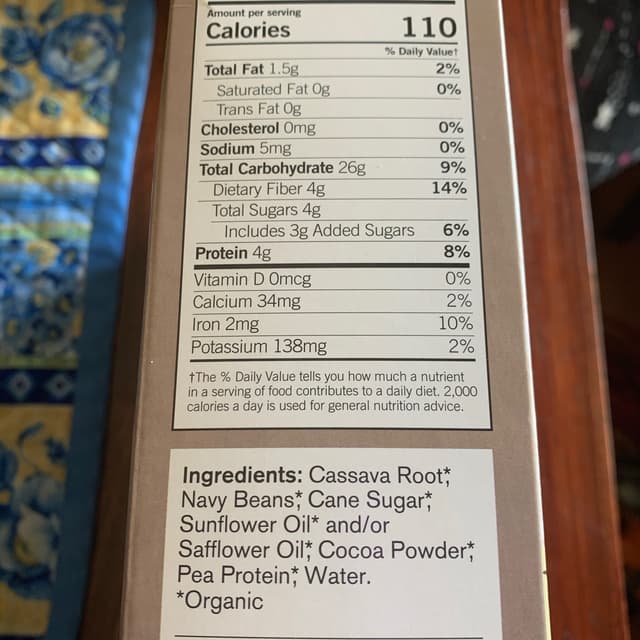 Amount per serving
Calories 110
% Daily Value†
Total Fat 1.5g 2%
Saturated Fat 0g 0%
Trans Fat 0g
Cholesterol 0mg 0%
Sodium 5mg 0%
Total Carbohydrate 26g 9%
Dietary Fiber 4g 14%
Total Sugars 4g
Includes 3g Added Sugars 6%
Protein 4g 8%
Vitamin D 0mcg 0%
Calcium 34mg 2%
Iron 2mg 10%
Potassium 138mg 2%
†The % Daily Value tells you how much a nutrient
in a serving of food contributes to a daily diet. 2,000
calories a day is used for general nutrition advice.
Ingredients: Cassava Root*,
Navy Beans*, Cane Sugar*,
Sunflower Oil* and/or
Safflower Oil*, Cocoa Powder*,
Pea Protein*, Water.
*Organic